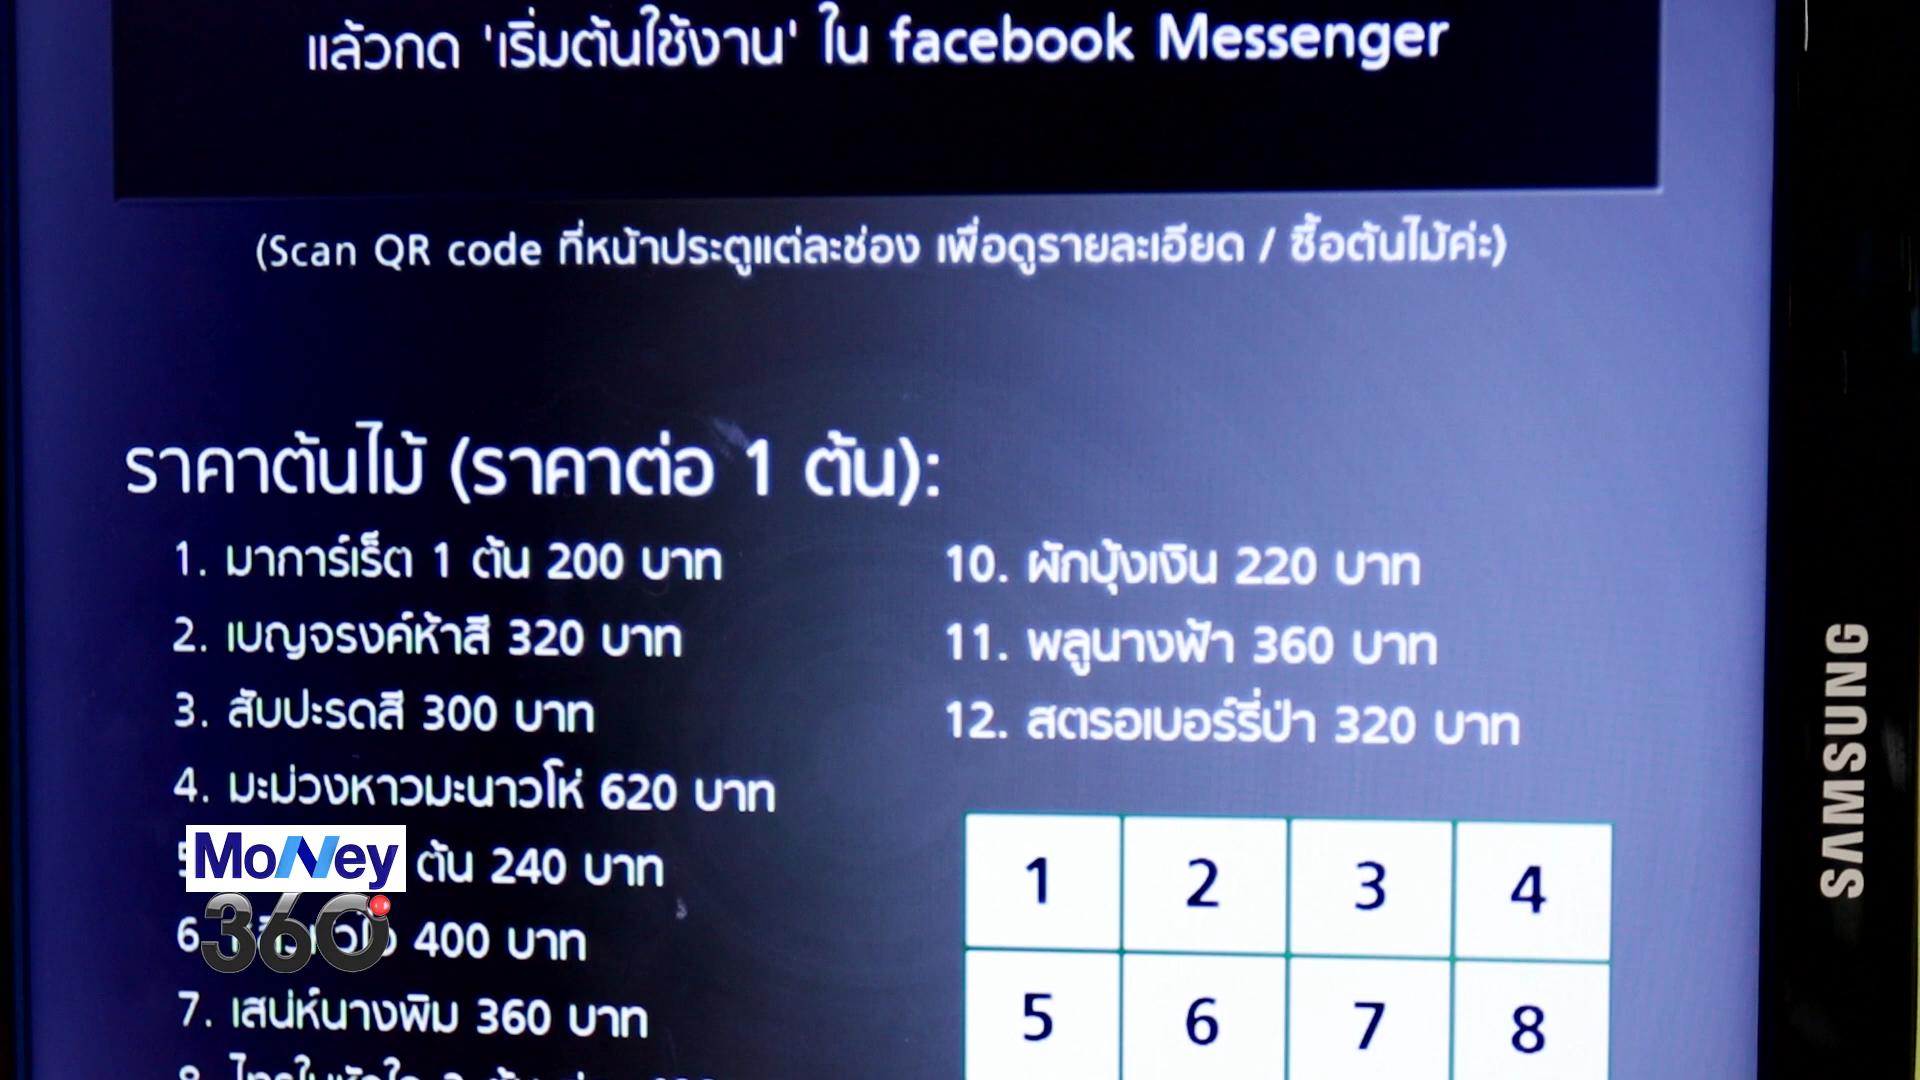 แล้วกด 'เริ่มต้นใช้งาน' ใน facebook Messenger
(Scan QR code ที่หน้าประตูแต่ละช่อง เพื่อดูรายละเอียด / ซื้อต้นไม้ค่ะ)
ราคาต้นไม้ (ราคาต่อ 1 ต้น):
1. มาการ์เร็ต 1 ต้น 200 บาท
2. เบญจรงค์ห้าสี 320 บาท
3. สับปะรดสี 300 บาท
4. มะม่วงหาวมะนาวโห่ 620 บาท
ต้น 240 บาท
6. 400 บาท
7. เสน่ห์นางพิม 360 บาท
10. ผักบุ้งเงิน 220 บาท
11. พลูนางฟ้า 360 บาท
12. สตรอเบอร์รี่ป่า 320 บาท
1 2 3 4
5 6 7 8
SAMSUNG
Money
360